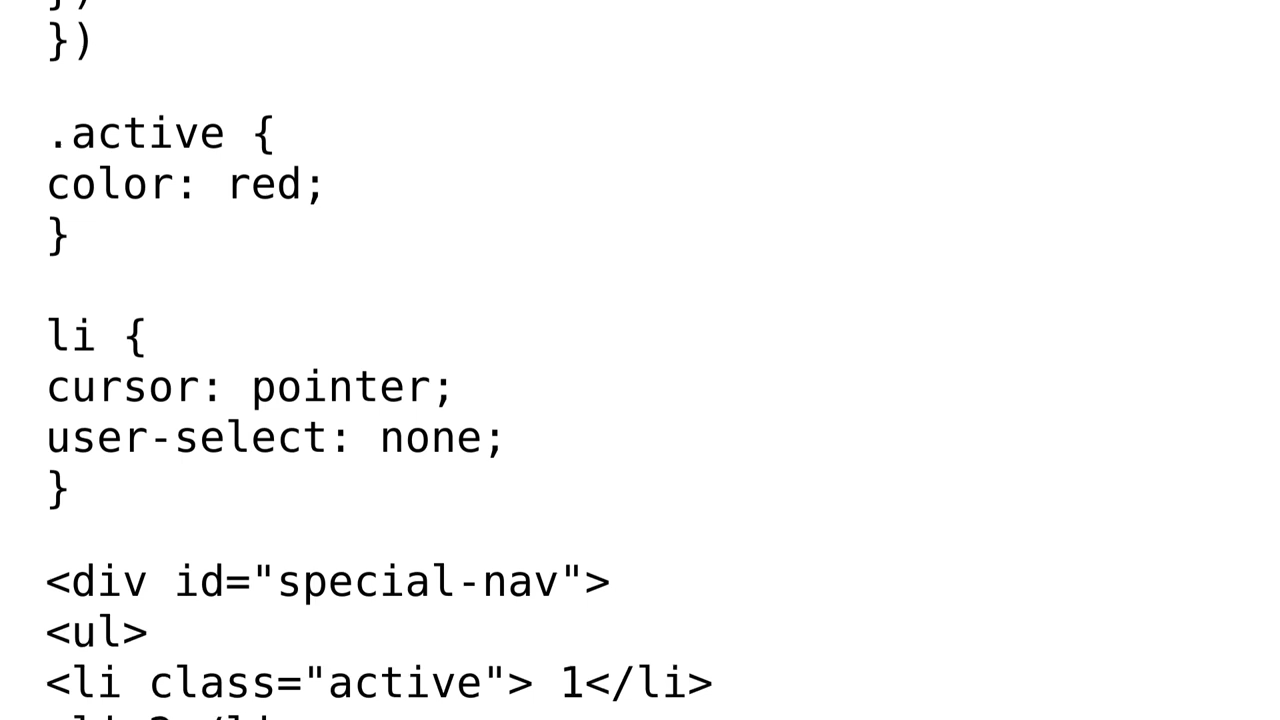 })

.active {
color: red;
}

li {
cursor: pointer;
user-select: none;
}

<div id="special-nav">
<ul>
<li class="active"> 1</li>